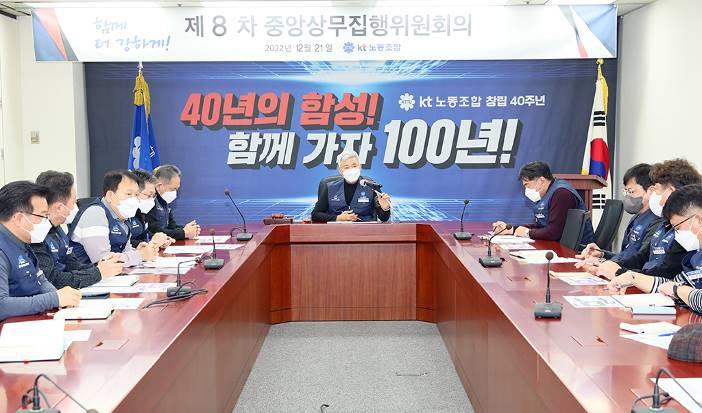 함께
더 강하게!
제 8 차 중앙상무집행위원회의
2022년 12월 21일 kt 노동조합
40년의 함성!
kt 노동조합 창립 40주년
함께 가자 100년!